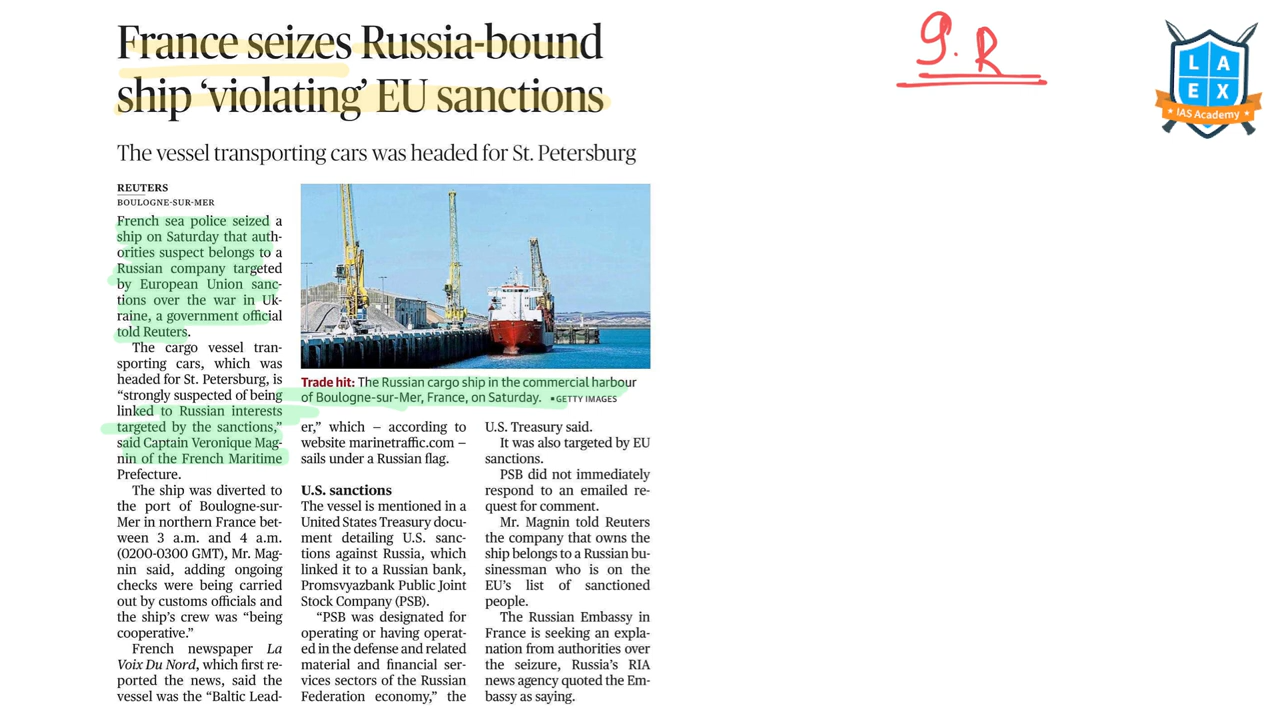 France seizes Russia-bound
ship ‘violating’ EU sanctions
The vessel transporting cars was headed for St. Petersburg
REUTERS
BOULOGNE-SUR-MER
French sea police seized a
ship on Saturday that auth-
orities suspect belongs to a
Russian company targeted
by European Union sanc-
tions over the war in Uk-
raine, a government official
told Reuters.
The cargo vessel tran-
sporting cars, which was
headed for St. Petersburg, is
“strongly suspected of being
linked to Russian interests
targeted by the sanctions,”
said Captain Veronique Mag-
nin of the French Maritime
Prefecture.
The ship was diverted to
the port of Boulogne-sur-
Mer in northern France bet-
ween 3 a.m. and 4 a.m.
(0200-0300 GMT), Mr. Mag-
nin said, adding ongoing
checks were being carried
out by customs officials and
the ship’s crew was “being
cooperative.”
French newspaper La
Voix Du Nord, which first re-
ported the news, said the
vessel was the “Baltic Lead-
Trade hit: The Russian cargo ship in the commercial harbour
of Boulogne-sur-Mer, France, on Saturday. ▪GETTY IMAGES
er,” which – according to
website marinetraffic.com –
sails under a Russian flag.
U.S. sanctions
The vessel is mentioned in a
United States Treasury docu-
ment detailing U.S. sanc-
tions against Russia, which
linked it to a Russian bank,
Promsvyazbank Public Joint
Stock Company (PSB).
“PSB was designated for
operating or having operat-
ed in the defense and related
material and financial ser-
vices sectors of the Russian
Federation economy,” the
U.S. Treasury said.
It was also targeted by EU
sanctions.
PSB did not immediately
respond to an emailed re-
quest for comment.
Mr. Magnin told Reuters
the company that owns the
ship belongs to a Russian bu-
sinessman who is on the
EU’s list of sanctioned
people.
The Russian Embassy in
France is seeking an expla-
nation from authorities over
the seizure, Russia’s RIA
news agency quoted the Em-
bassy as saying.
G. R
L A
E X
IAS Academy